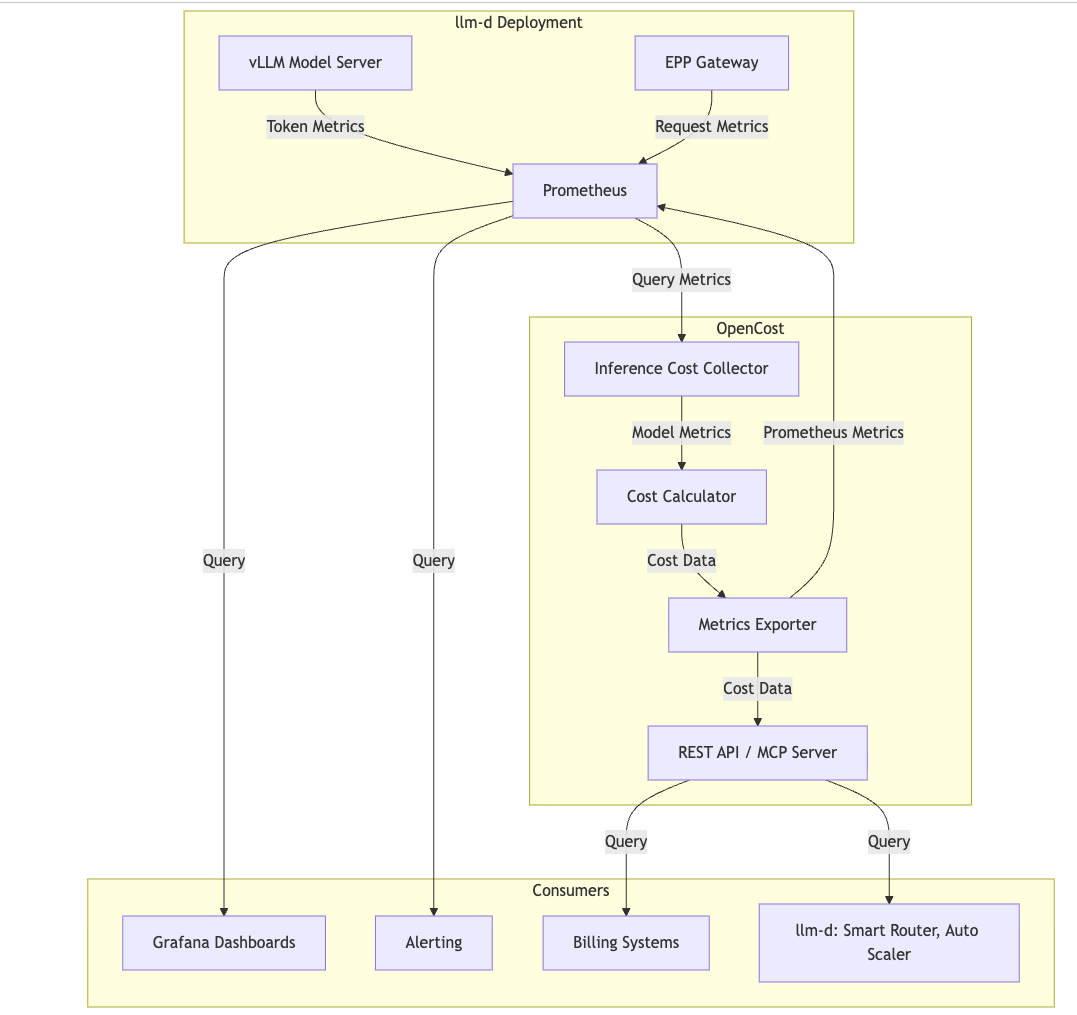 llm-d Deployment
vLLM Model Server
EPP Gateway
Token Metrics
Request Metrics
Prometheus
Query Metrics
OpenCost
Inference Cost Collector
Model Metrics
Prometheus Metrics
Cost Calculator
Query
Query
Cost Data
Metrics Exporter
Cost Data
REST API / MCP Server
Query
Query
Consumers
Grafana Dashboards
Alerting
Billing Systems
llm-d: Smart Router, Auto
Scaler